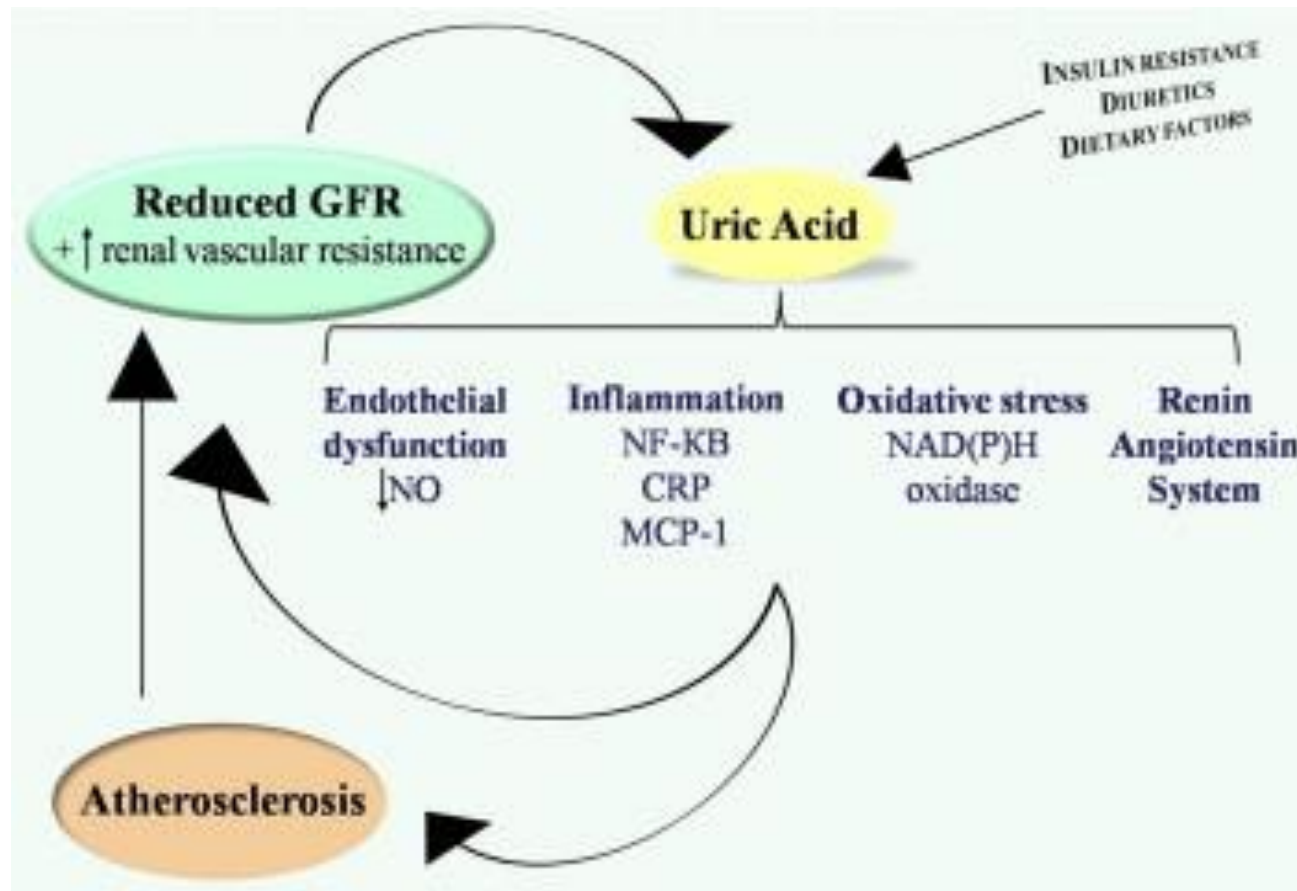 INSULIN RESISTANCE
DIURETICS
DIETARY FACTORS
Reduced GFR
+ ↑ renal vascular resistance
Uric Acid
Endothelial
dysfunction
↓NO
Inflammation
NF-KB
CRP
MCP-1
Oxidative stress
NAD(P)H
oxidase
Renin
Angiotensin
System
Atherosclerosis